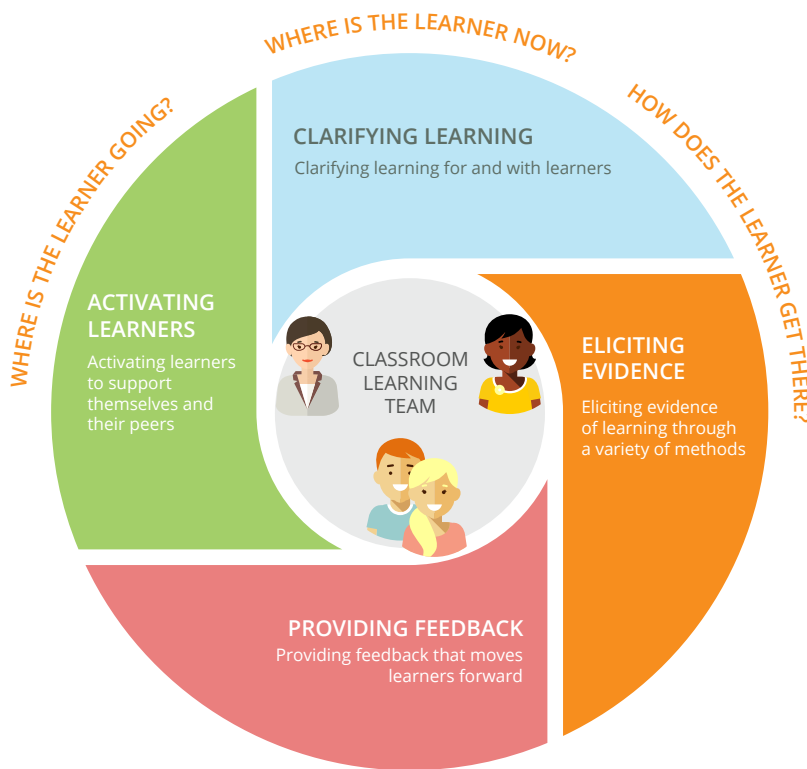 WHERE IS THE LEARNER GOING?
WHERE IS THE LEARNER NOW?
HOW DOES THE LEARNER GET THERE?
CLARIFYING LEARNING
Clarifying learning for and with learners
ACTIVATING
LEARNERS
Activating learners
to support
themselves and
their peers
CLASSROOM
LEARNING
TEAM
ELICITING
EVIDENCE
Eliciting evidence
of learning through
a variety of methods
PROVIDING FEEDBACK
Providing feedback that moves
learners forward